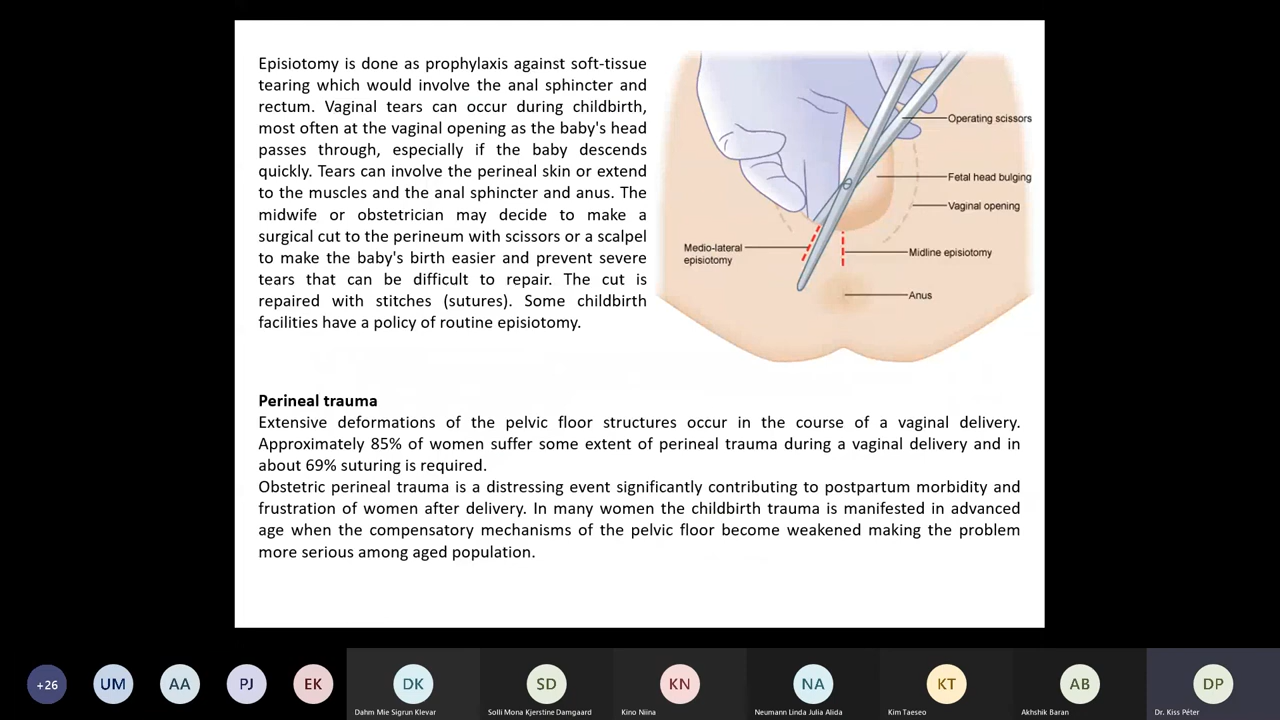 Episiotomy is done as prophylaxis against soft-tissue
tearing which would involve the anal sphincter and
rectum. Vaginal tears can occur during childbirth,
most often at the vaginal opening as the baby's head
passes through, especially if the baby descends
quickly. Tears can involve the perineal skin or extend
to the muscles and the anal sphincter and anus. The
midwife or obstetrician may decide to make a
surgical cut to the perineum with scissors or a scalpel
to make the baby's birth easier and prevent severe
tears that can be difficult to repair. The cut is
repaired with stitches (sutures). Some childbirth
facilities have a policy of routine episiotomy.
Operating scissors
Fetal head bulging
Vaginal opening
Medio-lateral
episiotomy
Midline episiotomy
Anus
Perineal trauma
Extensive deformations of the pelvic floor structures occur in the course of a vaginal delivery.
Approximately 85% of women suffer some extent of perineal trauma during a vaginal delivery and in
about 69% suturing is required.
Obstetric perineal trauma is a distressing event significantly contributing to postpartum morbidity and
frustration of women after delivery. In many women the childbirth trauma is manifested in advanced
age when the compensatory mechanisms of the pelvic floor become weakened making the problem
more serious among aged population.
+26
UM
AA
PJ
EK
DK
SD
KN
NA
KT
AB
DP
Dahm Mie Sigrun Klevar
Solli Mona Kjerstine Damgaard
Kino Niina
Neumann Linda Julia Alida
Kim Taeseo
Akhshik Baran
Dr. Kiss Péter